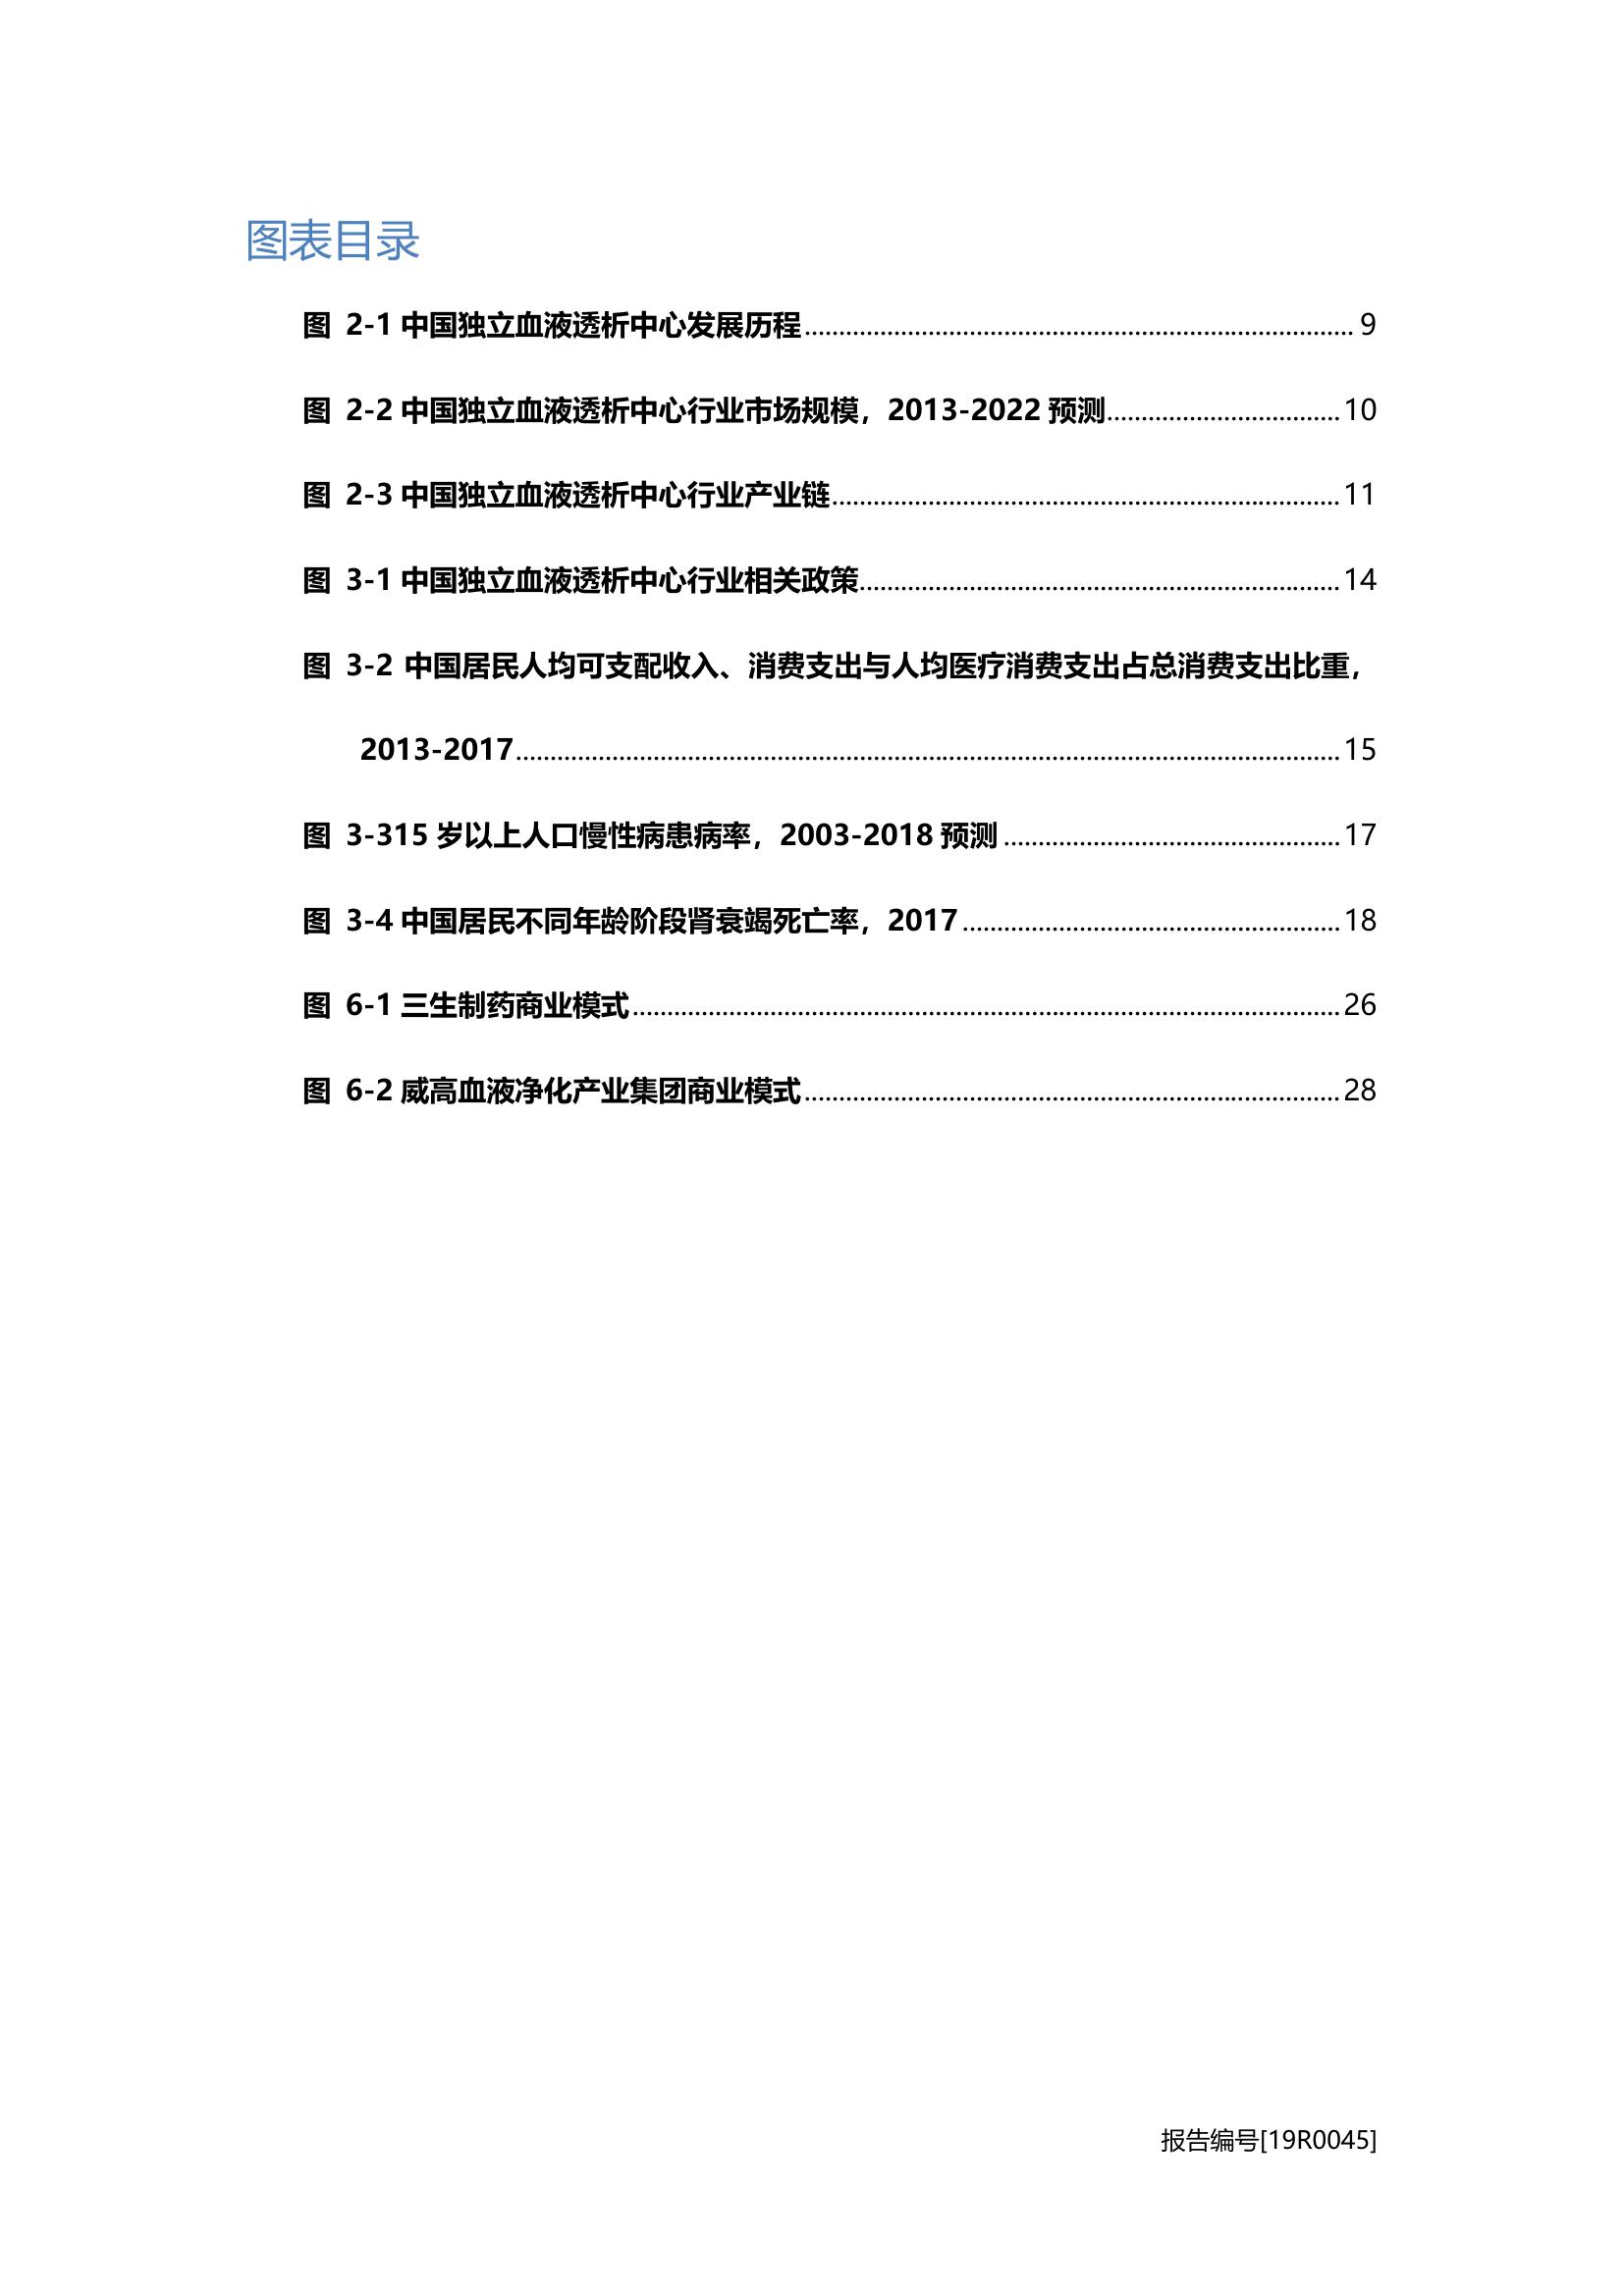 图表目录
图 2-1 中国独立血液透析中心发展历程................................................................................ 9
图 2-2 中国独立血液透析中心行业市场规模，2013-2022 预测.................................. 10
图 2-3 中国独立血液透析中心行业产业链.......................................................................... 11
图 3-1 中国独立血液透析中心行业相关政策...................................................................... 14
图 3-2 中国居民人均可支配收入、消费支出与人均医疗消费支出占总消费支出比重，
2013-2017........................................................................................................................ 15
图 3-315 岁以上人口慢性病患病率，2003-2018 预测 ................................................. 17
图 3-4 中国居民不同年龄阶段肾衰竭死亡率，2017 ....................................................... 18
图 6-1 三生制药商业模式....................................................................................................... 26
图 6-2 威高血液净化产业集团商业模式.............................................................................. 28
报告编号[19R0045]